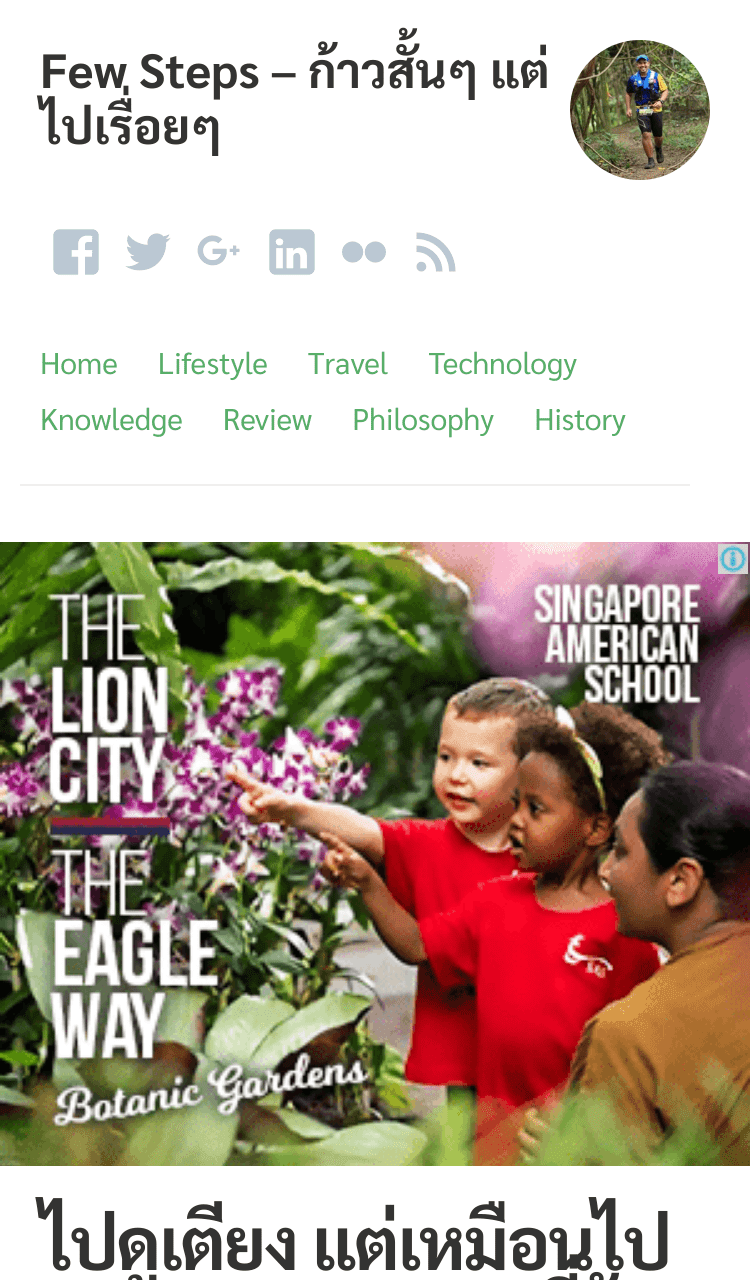 Few Steps – ก้าวสั้นๆ แต่
ไปเรื่อยๆ
Home Lifestyle Travel Technology
Knowledge Review Philosophy History
THE
LION
CITY
THE
EAGLE
WAY
Botanic Gardens
SINGAPORE
AMERICAN
SCHOOL
ไปดูเตียง แต่เหมือนไป